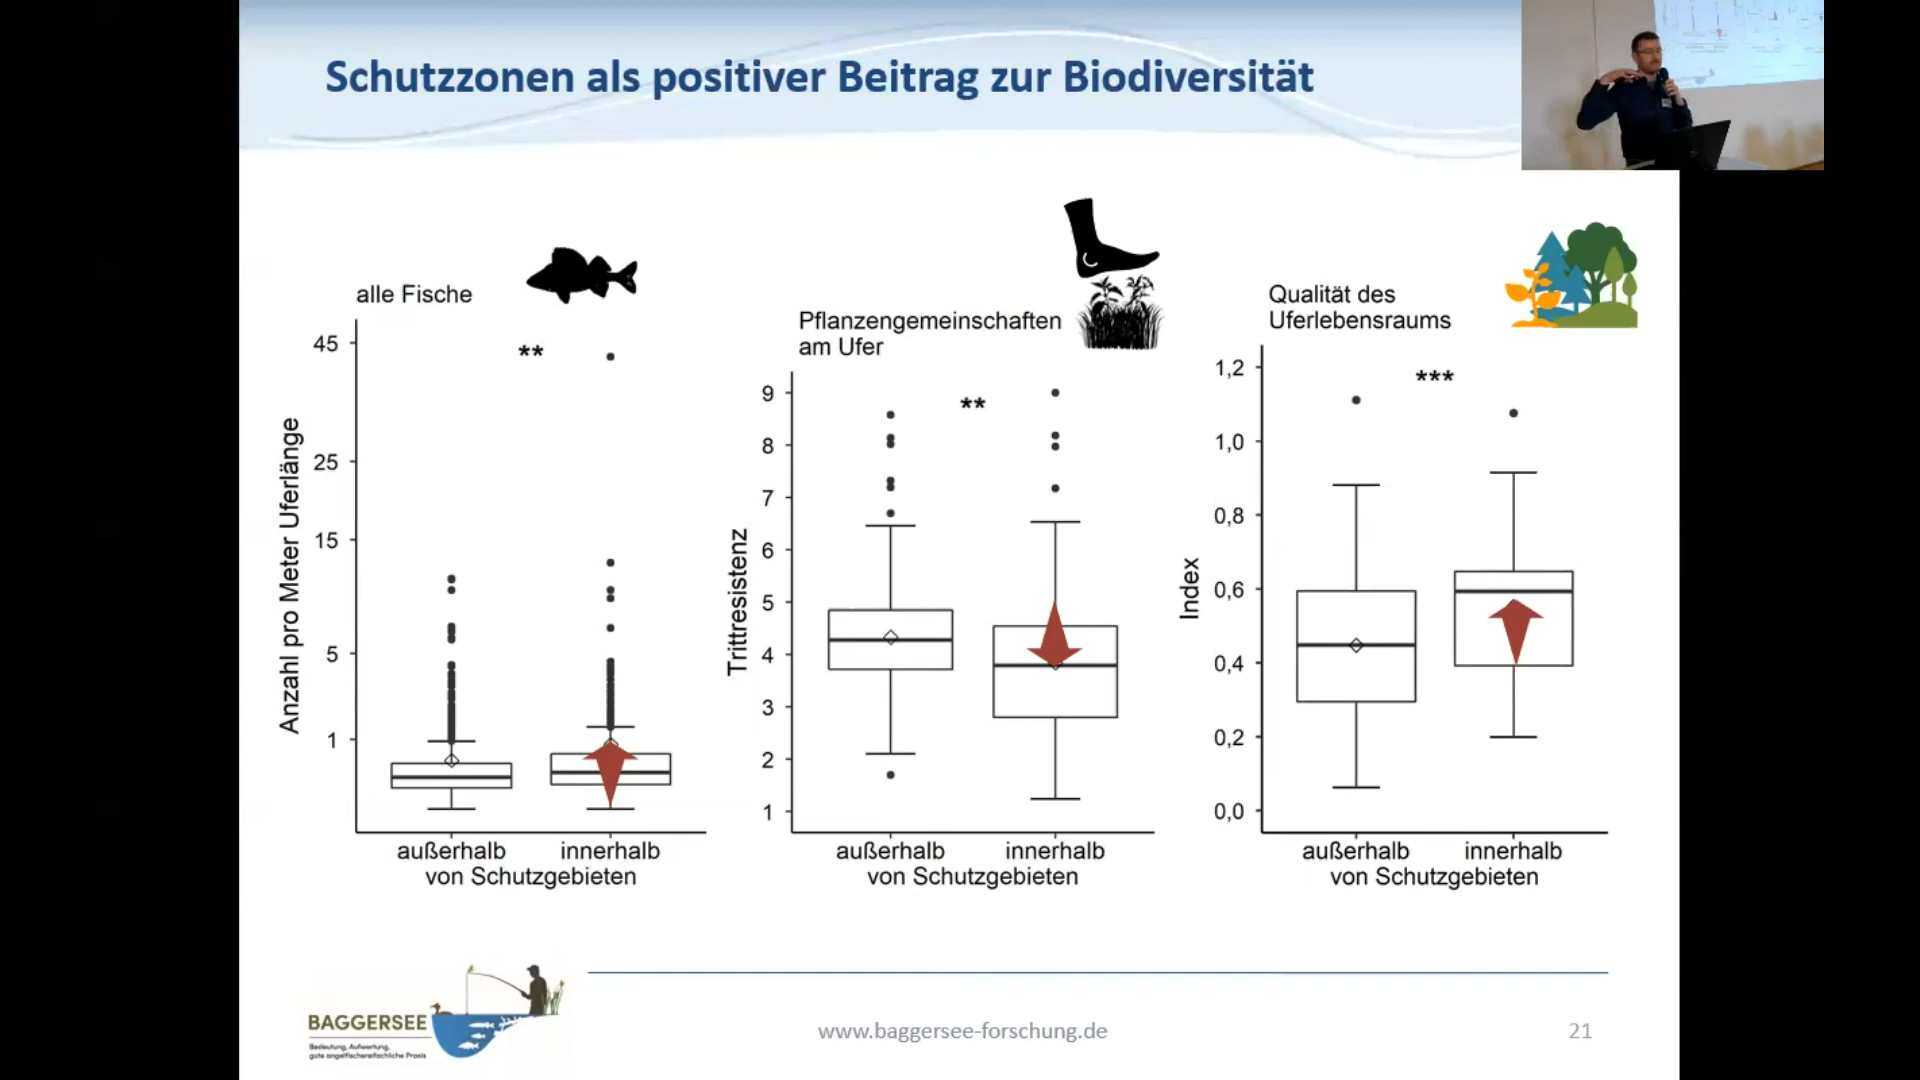 Schutzzonen als positiver Beitrag zur Biodiversität
alle Fische
**
Anzahl pro Meter Uferlänge
45
25
15
5
1
außerhalb innerhalb
von Schutzgebieten
Pflanzengemeinschaften
am Ufer
**
Trittresistenz
9
8
7
6
5
4
3
2
1
außerhalb innerhalb
von Schutzgebieten
Qualität des
Uferlebensraums
***
Index
1,2
1,0
0,8
0,6
0,4
0,2
0,0
außerhalb innerhalb
von Schutzgebieten
BAGGERSEE
Bedeutung, Aufwertung,
gute angelfischereifachliche Praxis
www.baggersee-forschung.de
21